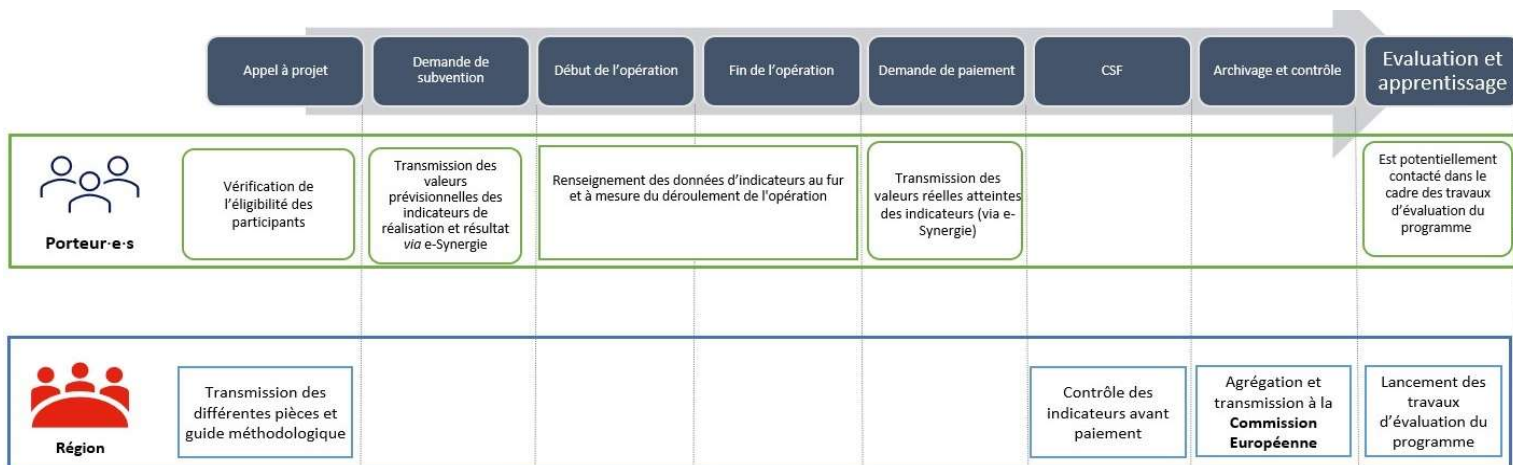 Appel à projet
Demande de
subvention
Début de l'opération
Fin de l'opération
Demande de paiement
CSF
Archivage et contrôle
Evaluation et
apprentissage
Porteur·e·s
Vérification de
l'éligibilité des
participants
Transmission des
valeurs
prévisionnelles des
indicateurs de
réalisation et résultat
via e-Synergie
Renseignement des données d'indicateurs au fur
et à mesure du déroulement de l'opération
Transmission des
valeurs réelles atteintes
des indicateurs (via e-
Synergie)
Est potentiellement
contacté dans le
cadre des travaux
d'évaluation du
programme
Région
Transmission des
différentes pièces et
guide méthodologique
Contrôle des
indicateurs avant
paiement
Agrégation et
transmission à la
Commission
Européenne
Lancement des
travaux
d'évaluation du
programme